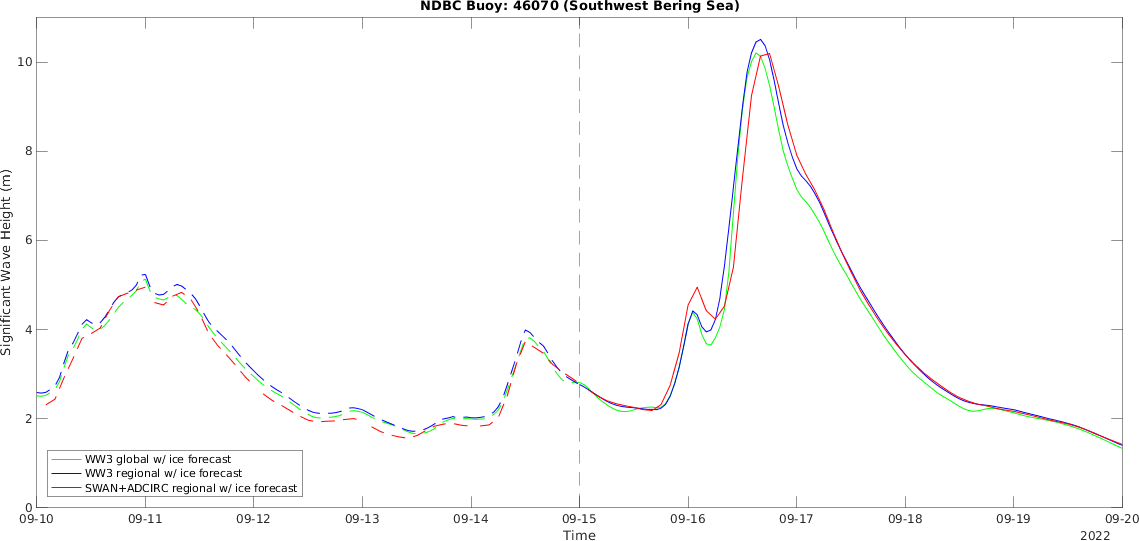 NDBC Buoy: 46070 (Southwest Bering Sea)
Significant Wave Height (m)
10
8
6
4
2
0
WW3 global w/ ice forecast
WW3 regional w/ ice forecast
SWAN+ADCIRC regional w/ ice forecast
09-10 09-11 09-12 09-13 09-14 09-15 09-16 09-17 09-18 09-19 09-20
Time
2022